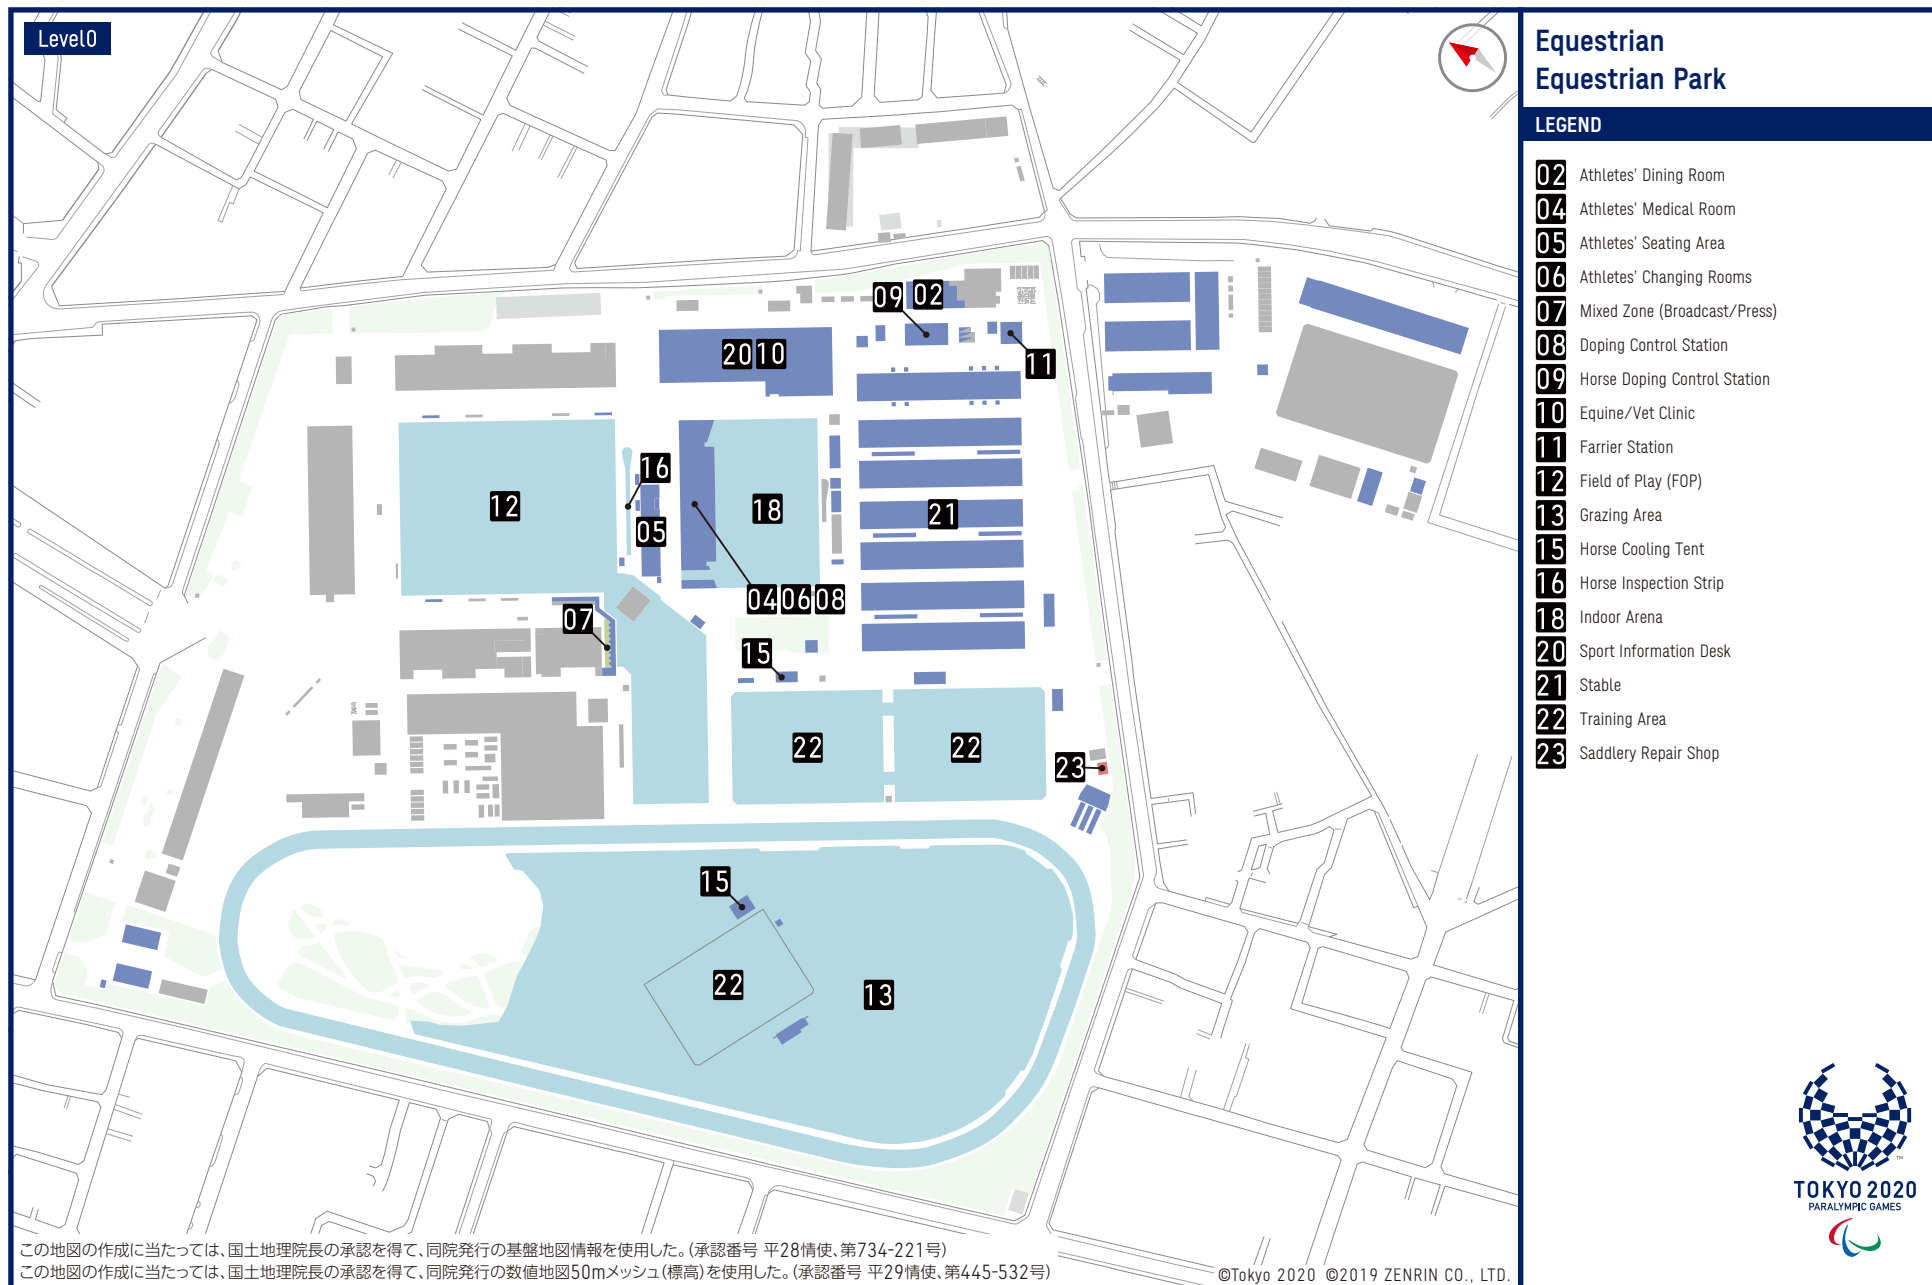 Level0
Equestrian
Equestrian Park
LEGEND
02 Athletes' Dining Room
04 Athletes' Medical Room
05 Athletes' Seating Area
06 Athletes' Changing Rooms
07 Mixed Zone (Broadcast/Press)
08 Doping Control Station
09 Horse Doping Control Station
10 Equine/Vet Clinic
11 Farrier Station
12 Field of Play (FOP)
13 Grazing Area
15 Horse Cooling Tent
16 Horse Inspection Strip
18 Indoor Arena
20 Sport Information Desk
21 Stable
22 Training Area
23 Saddlery Repair Shop
09 02
20 10
11
16
12
18
21
05
04 06 08
07
15
22
22
23
15
22
13
TOKYO 2020
PARALYMPIC GAMES
この地図の作成に当たっては、国土地理院長の承認を得て、同院発行の基盤地図情報を使用した。(承認番号 平28情使、第734-221号)
この地図の作成に当たっては、国土地理院長の承認を得て、同院発行の数値地図50mメッシュ(標高)を使用した。(承認番号 平29情使、第445-532号)
©Tokyo 2020 ©2019 ZENRIN CO., LTD.